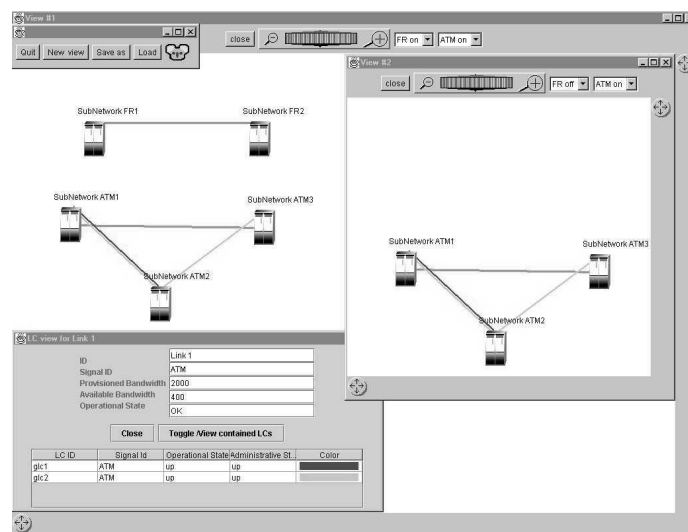 View #1
Quit New view Save as Load
close FR on ATM on
View #2
close FR off ATM on
SubNetwork FR1
SubNetwork FR2
SubNetwork ATM1
SubNetwork ATM3
SubNetwork ATM2
SubNetwork ATM1
SubNetwork ATM3
SubNetwork ATM2
LC view for Link 1
ID Link 1
Signal ID ATM
Provisioned Bandwidth 2000
Available Bandwidth 400
Operational State OK
Close Toggle /View contained LCs
LC ID Signal Id Operational State Administrative St... Color
glc1 ATM up up
glc2 ATM up up